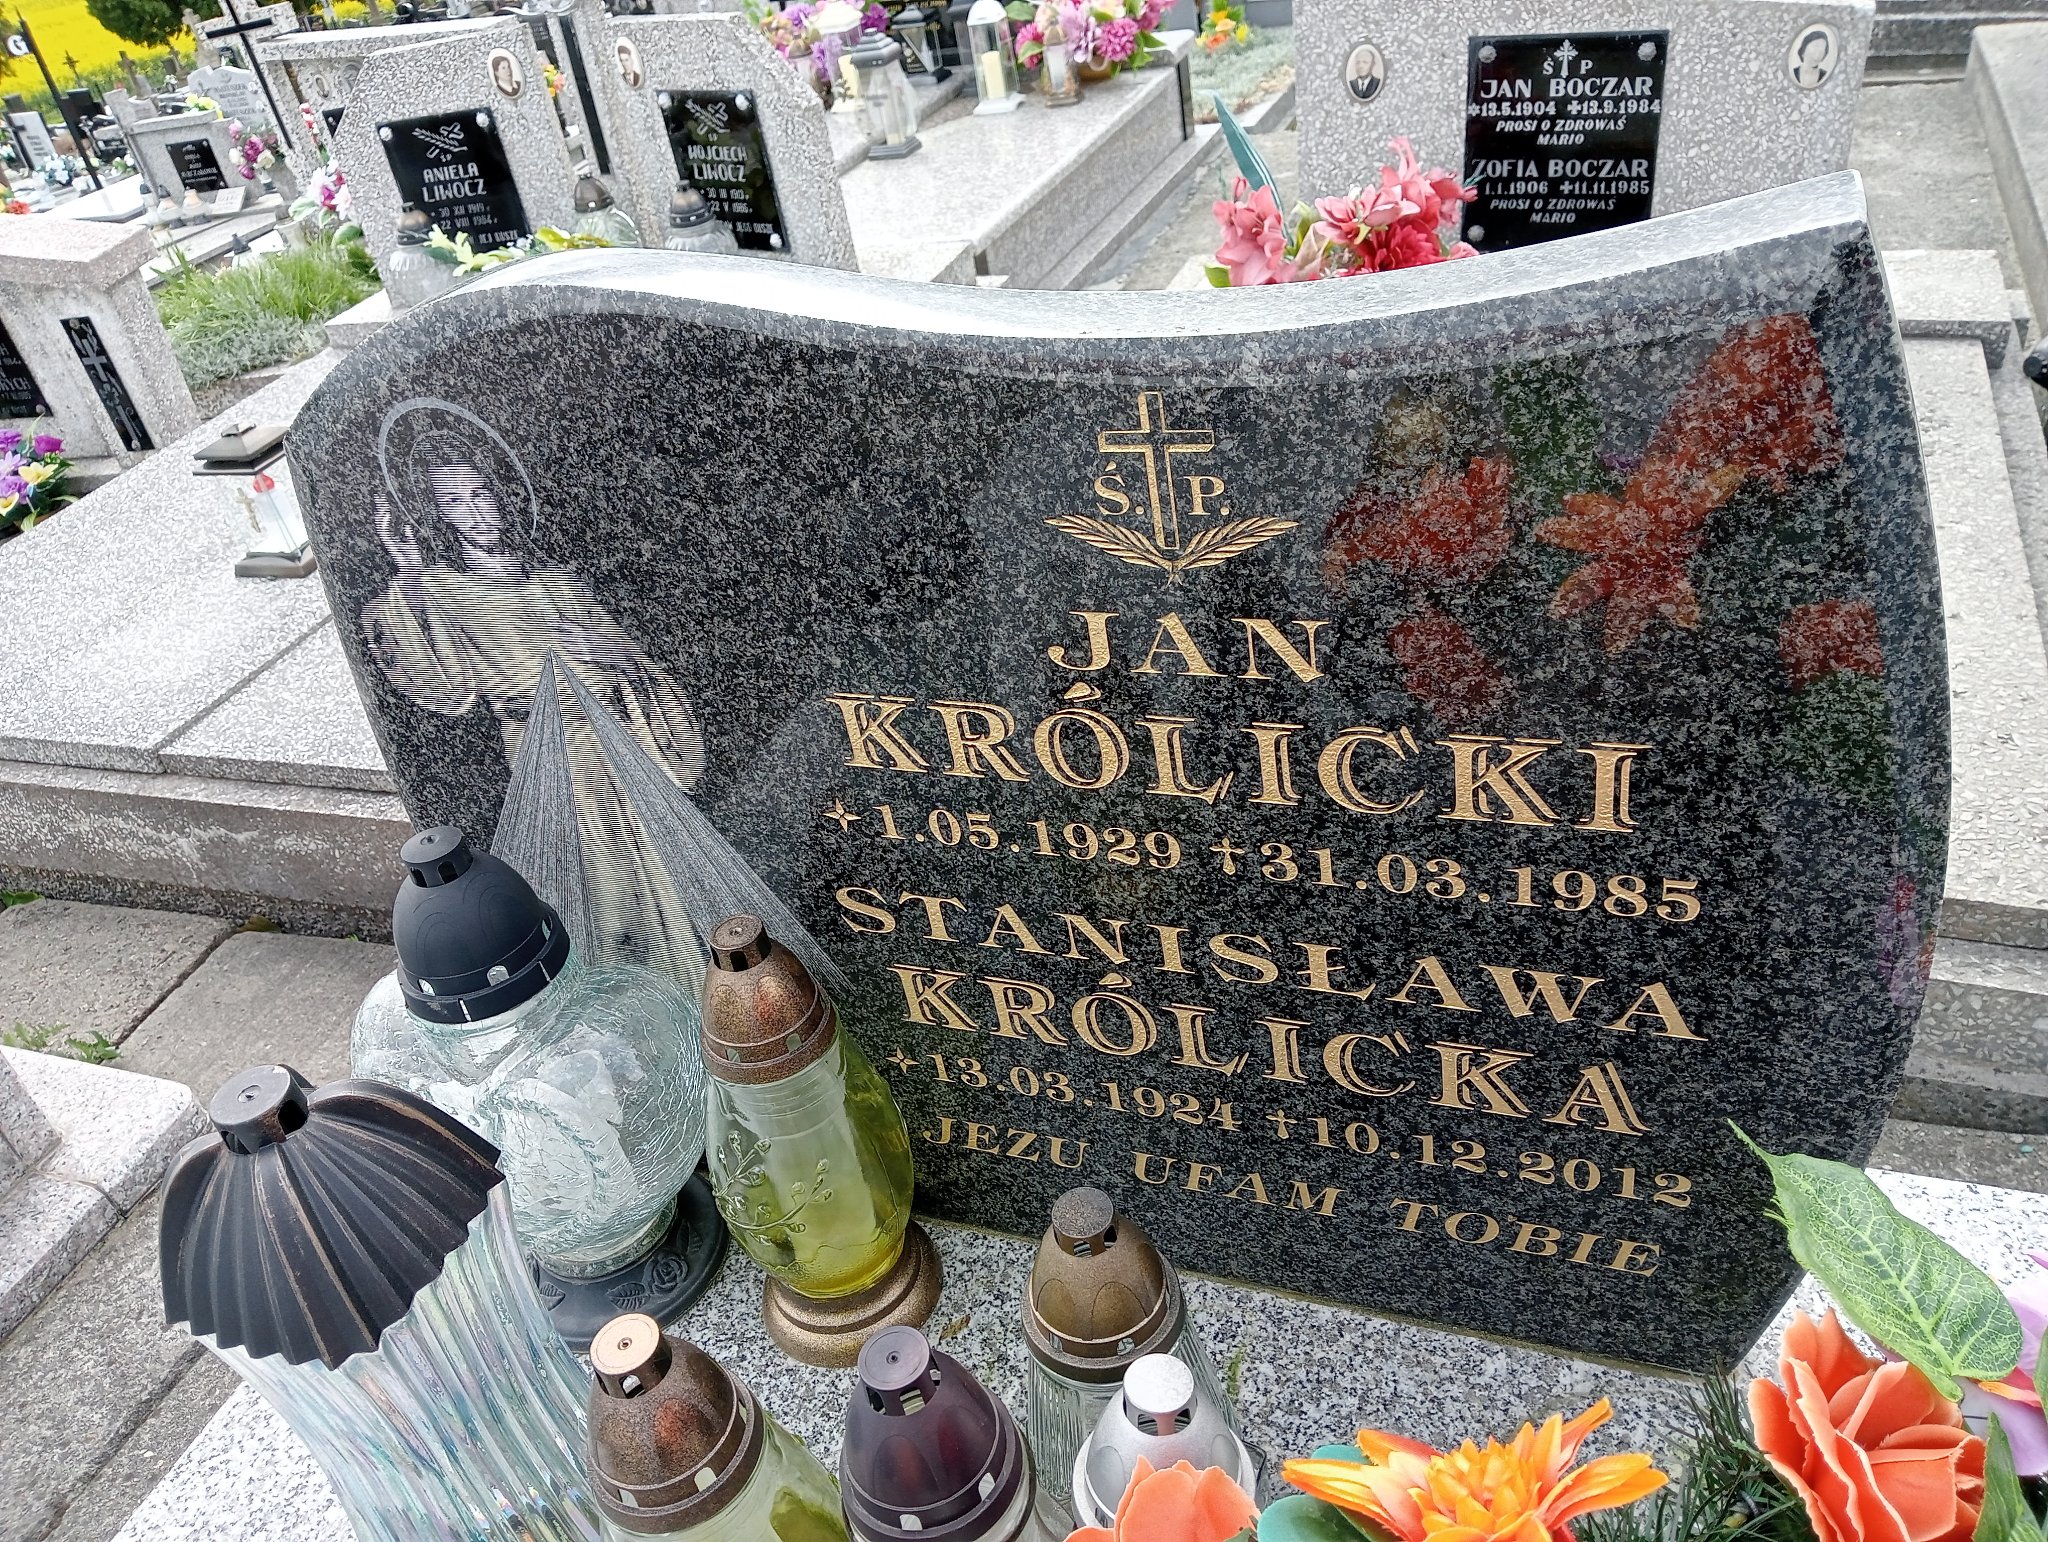 Ś P
JAN BOCZAR
*13.5.1904 ✝13.9.1984
PROSI O ZDROWAŚ
MARIO
ZOFIA BOCZAR
1.1.1906 ✝11.11.1985
PROSI O ZDROWAŚ
MARIO
ŚP
ANIELA
LIWOCZ
WOJCIECH
LIWOCZ
Ś. P.
JAN
KRÓLICKI
1.05.1929 ✝31.03.1985
STANISŁAWA
KRÓLICKA
13.03.1924 ✝10.12.2012
JEZU UFAM TOBIE